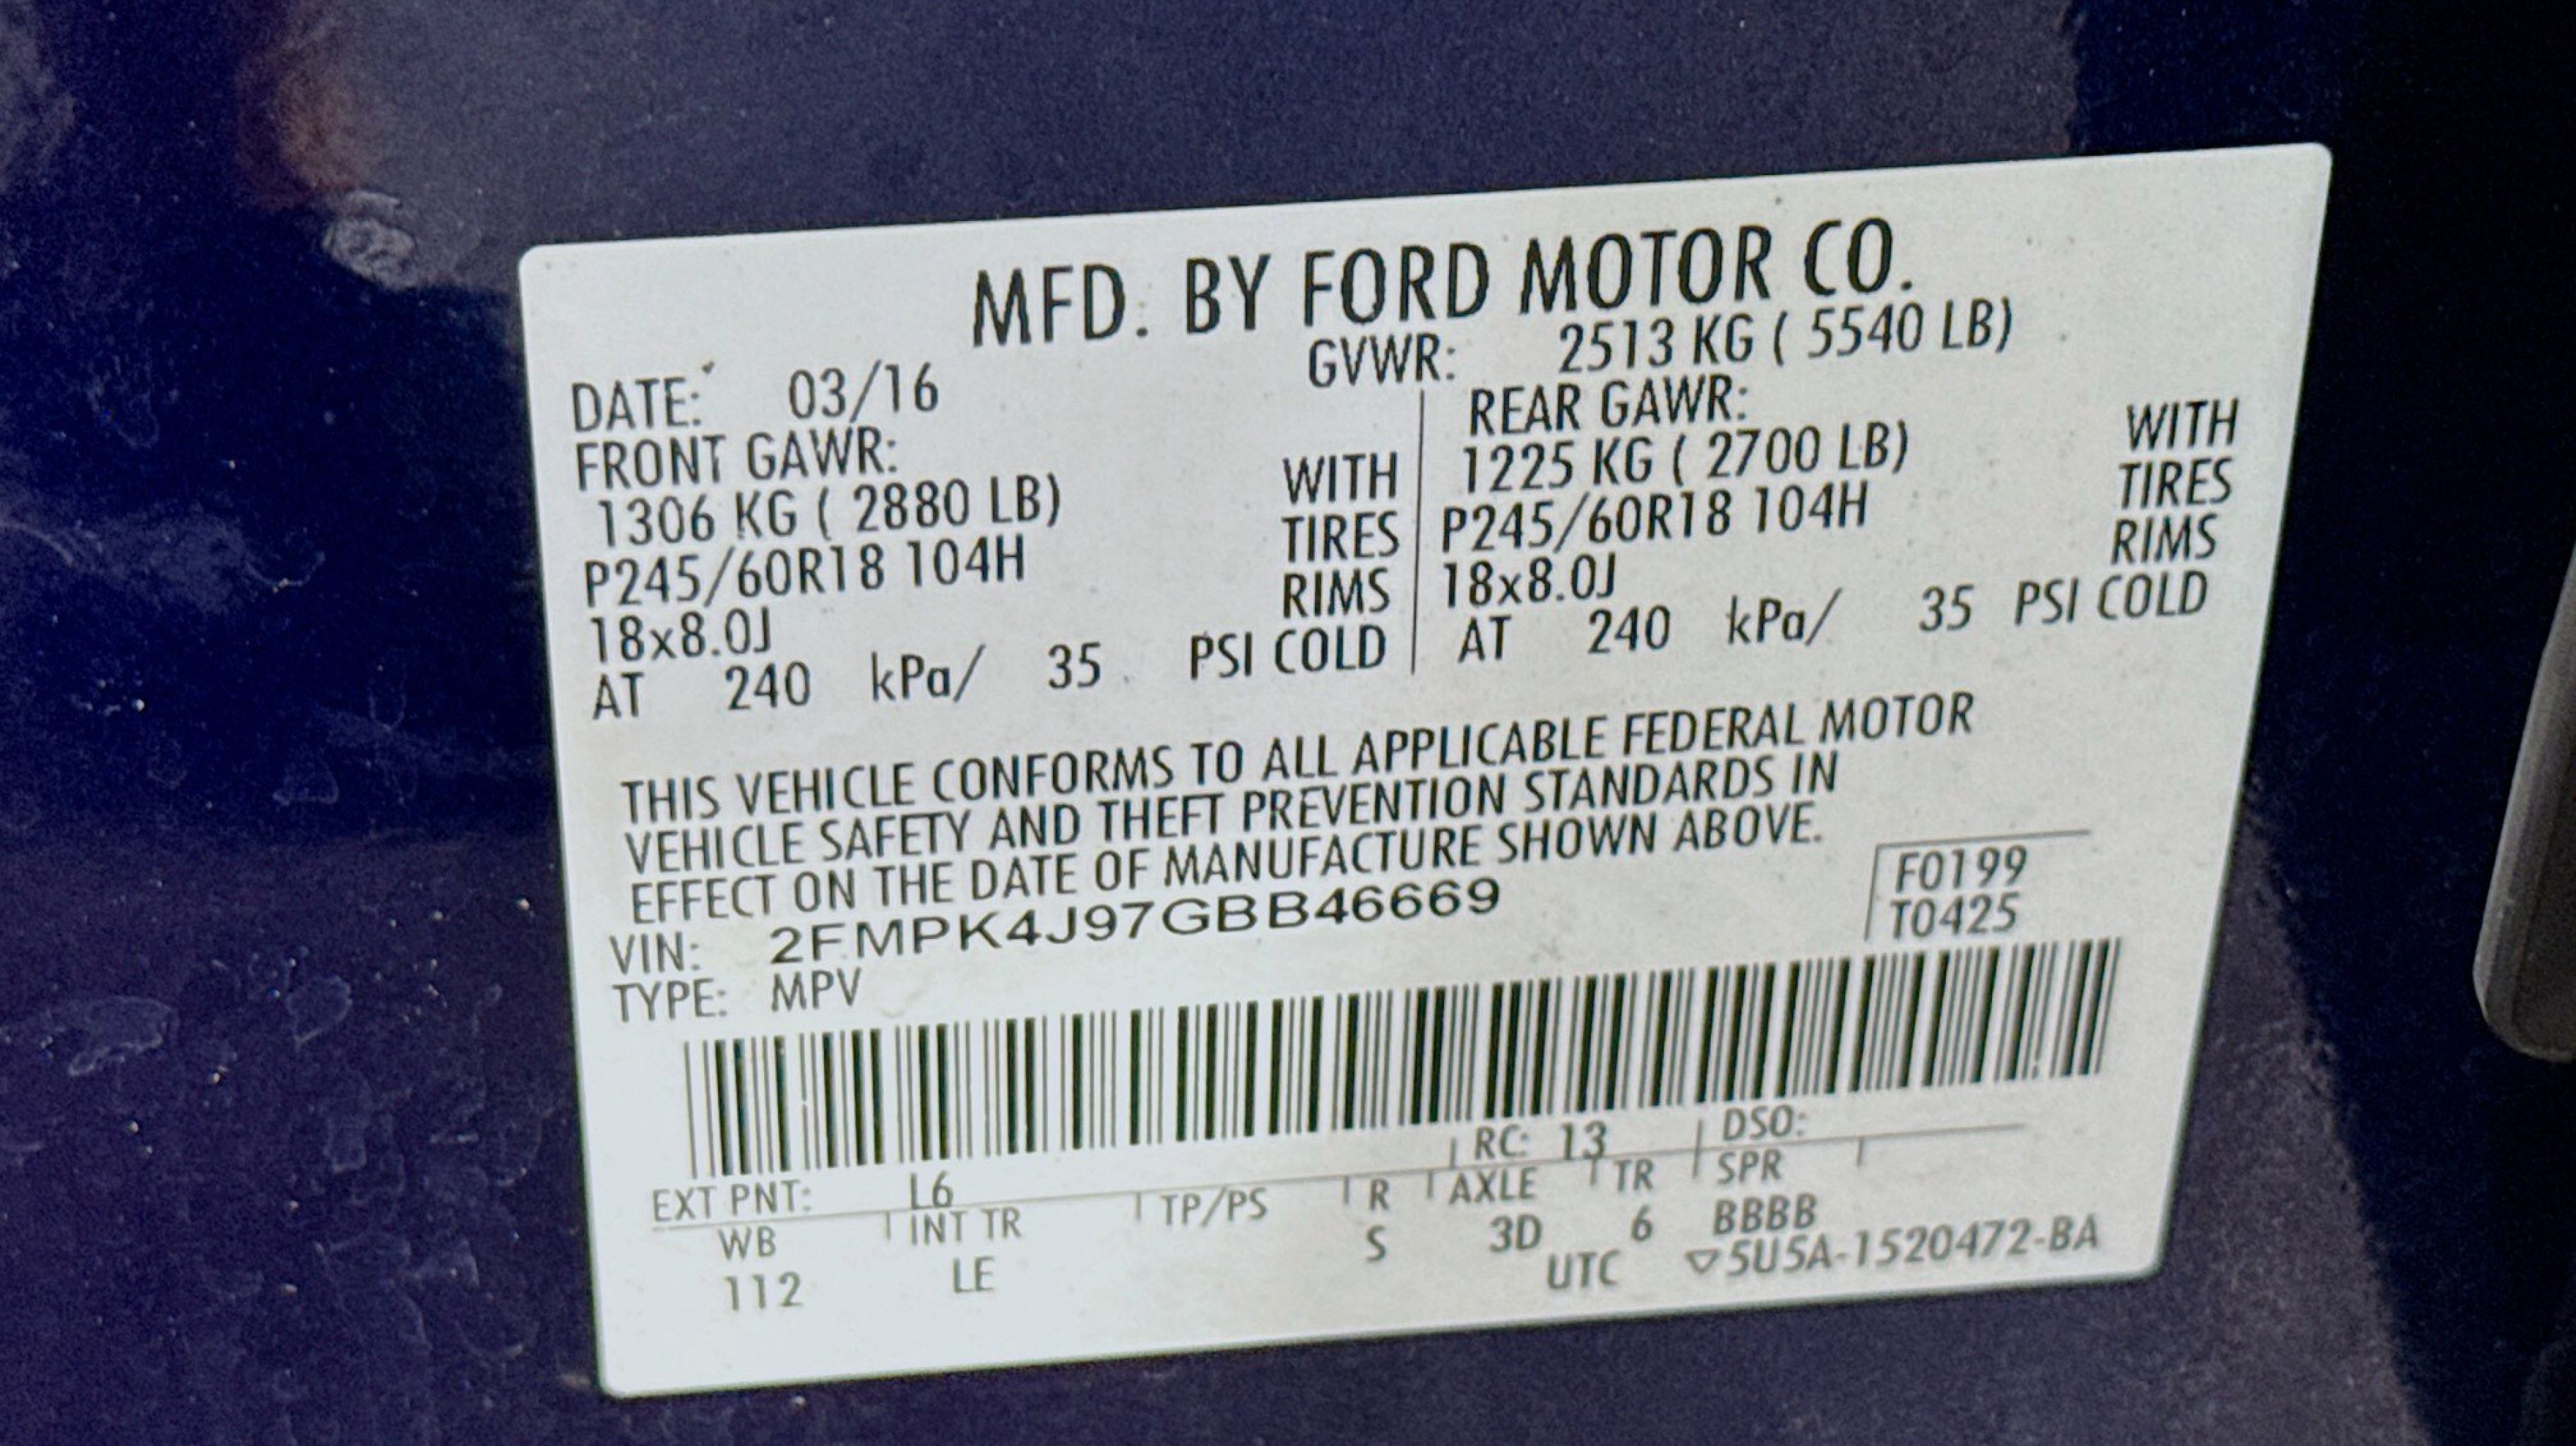 MFD. BY FORD MOTOR CO.
DATE: 03/16 GVWR: 2513 KG ( 5540 LB)
FRONT GAWR: REAR GAWR:
1306 KG ( 2880 LB) WITH 1225 KG ( 2700 LB) WITH
P245/60R18 104H TIRES P245/60R18 104H TIRES
18x8.0J RIMS 18x8.0J RIMS
AT 240 kPa/ 35 PSI COLD AT 240 kPa/ 35 PSI COLD
THIS VEHICLE CONFORMS TO ALL APPLICABLE FEDERAL MOTOR
VEHICLE SAFETY AND THEFT PREVENTION STANDARDS IN
EFFECT ON THE DATE OF MANUFACTURE SHOWN ABOVE.
VIN: 2FMPK4J97GBB46669 F0199
TYPE: MPV T0425
EXT PNT: L6 RC: 13 DSO:
WB INT TR TP/PS R AXLE TR SPR
112 LE S 3D 6 BBBB
UTC ▽5U5A-1520472-BA